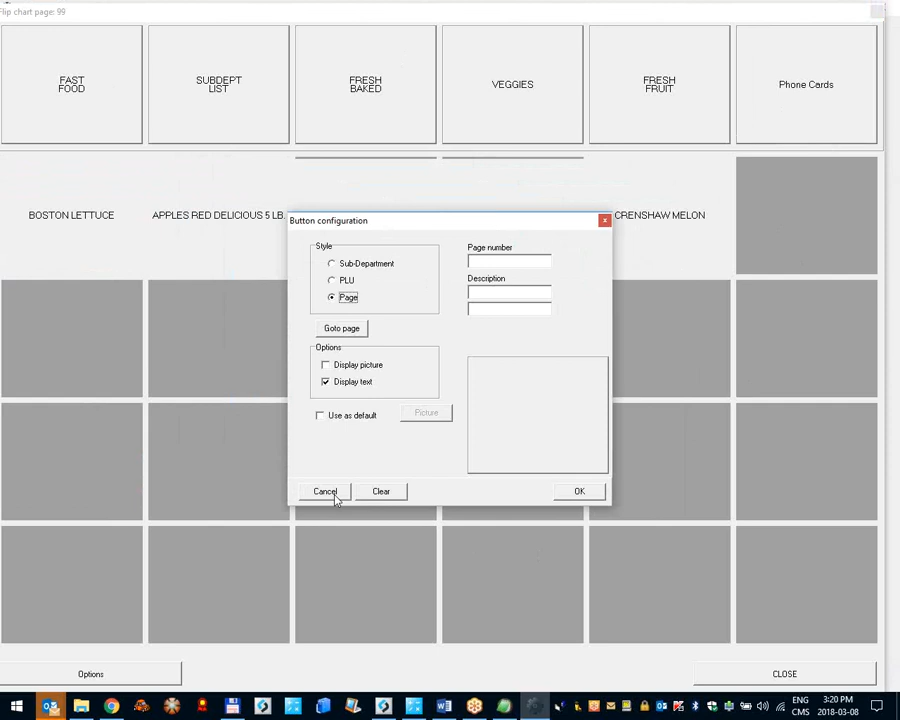 Flip chart page: 99
FAST
FOOD
SUBDEPT
LIST
FRESH
BAKED
VEGGIES
FRESH
FRUIT
Phone Cards
BOSTON LETTUCE
APPLES RED DELICIOUS 5 LB.
CRENSHAW MELON
Button configuration
x
Style
Sub-Department
PLU
Page
Page number
Description
Goto page
Options
Display picture
Display text
Use as default
Picture
Cancel
Clear
OK
Options
CLOSE
ENG
CMS
3:20 PM
2018-03-08